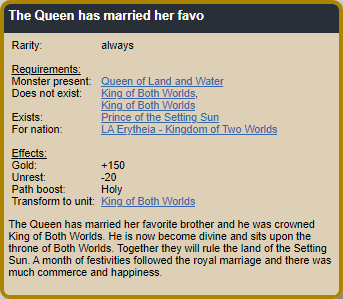 The Queen has married her favo
Rarity: always
Requirements:
Monster present: Queen of Land and Water
Does not exist: King of Both Worlds,
King of Both Worlds
Exists: Prince of the Setting Sun
For nation: LA Erytheia - Kingdom of Two Worlds
Effects:
Gold: +150
Unrest: -20
Path boost: Holy
Transform to unit: King of Both Worlds
The Queen has married her favorite brother and he was crowned
King of Both Worlds. He is now become divine and sits upon the
throne of Both Worlds. Together they will rule the land of the Setting
Sun. A month of festivities followed the royal marriage and there was
much commerce and happiness.